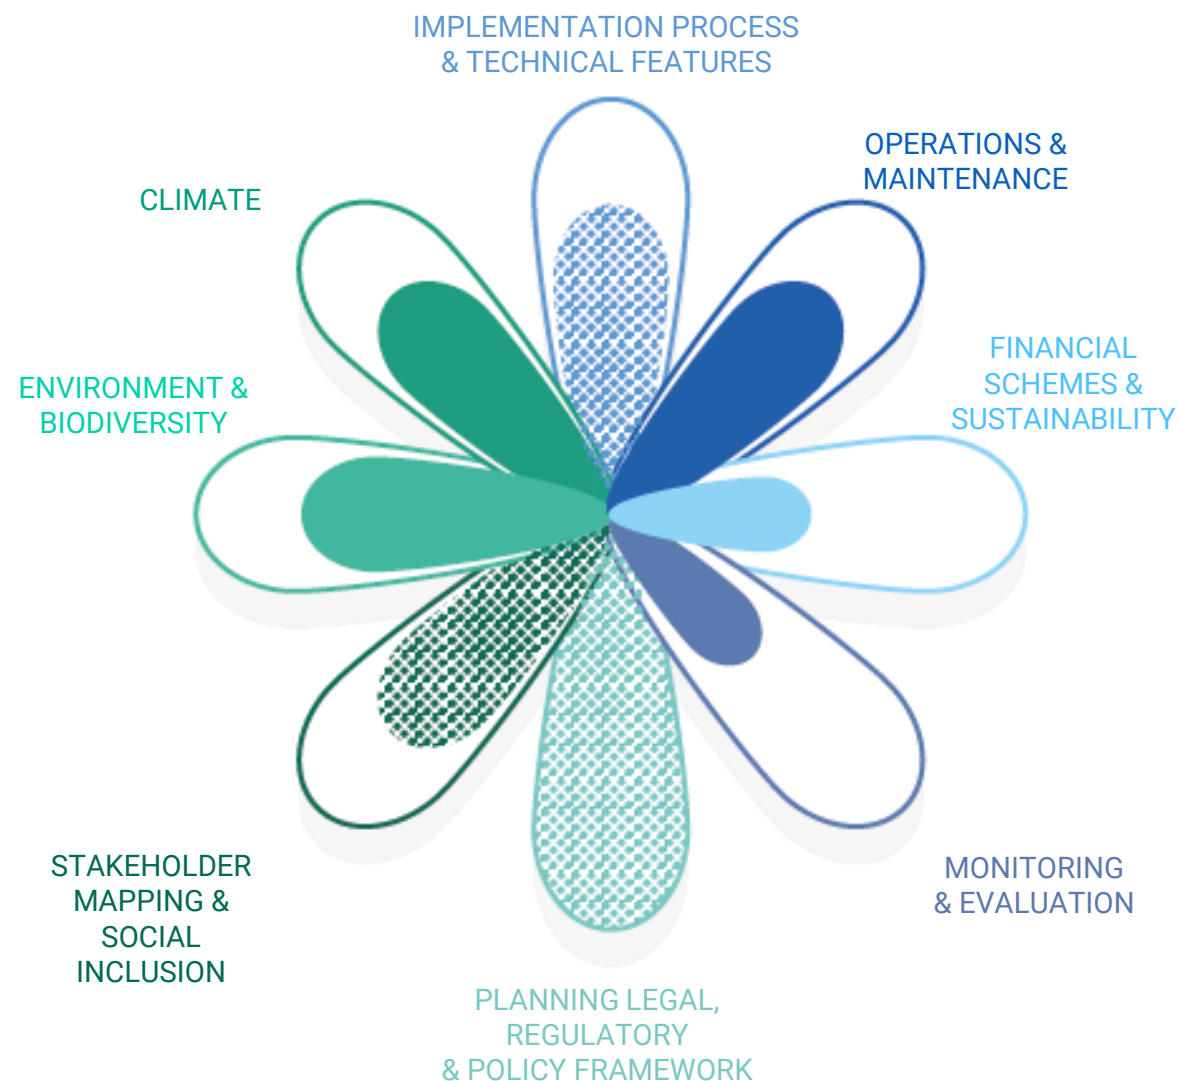 IMPLEMENTATION PROCESS
& TECHNICAL FEATURES
OPERATIONS &
MAINTENANCE
CLIMATE
FINANCIAL
SCHEMES &
SUSTAINABILITY
ENVIRONMENT &
BIODIVERSITY
STAKEHOLDER
MAPPING &
SOCIAL
INCLUSION
MONITORING
& EVALUATION
PLANNING LEGAL,
REGULATORY
& POLICY FRAMEWORK